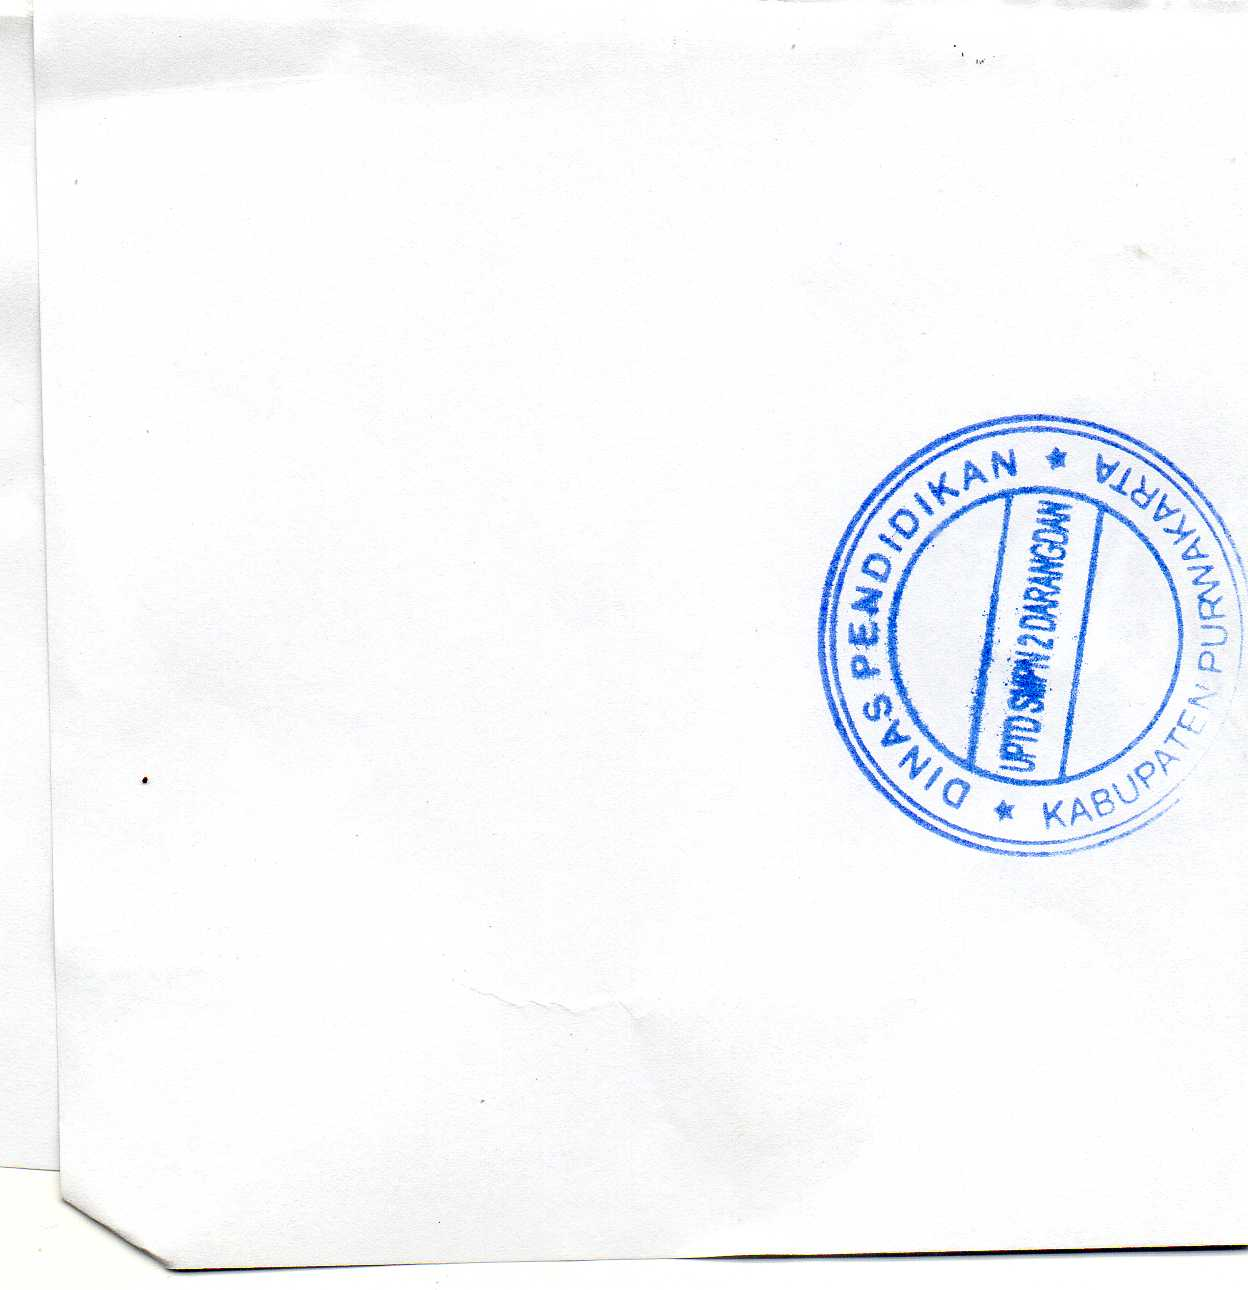 DINAS PENDIDIKAN
UPTD SMPN 2 DARANGDAN
KABUPATEN PURWAKARTA